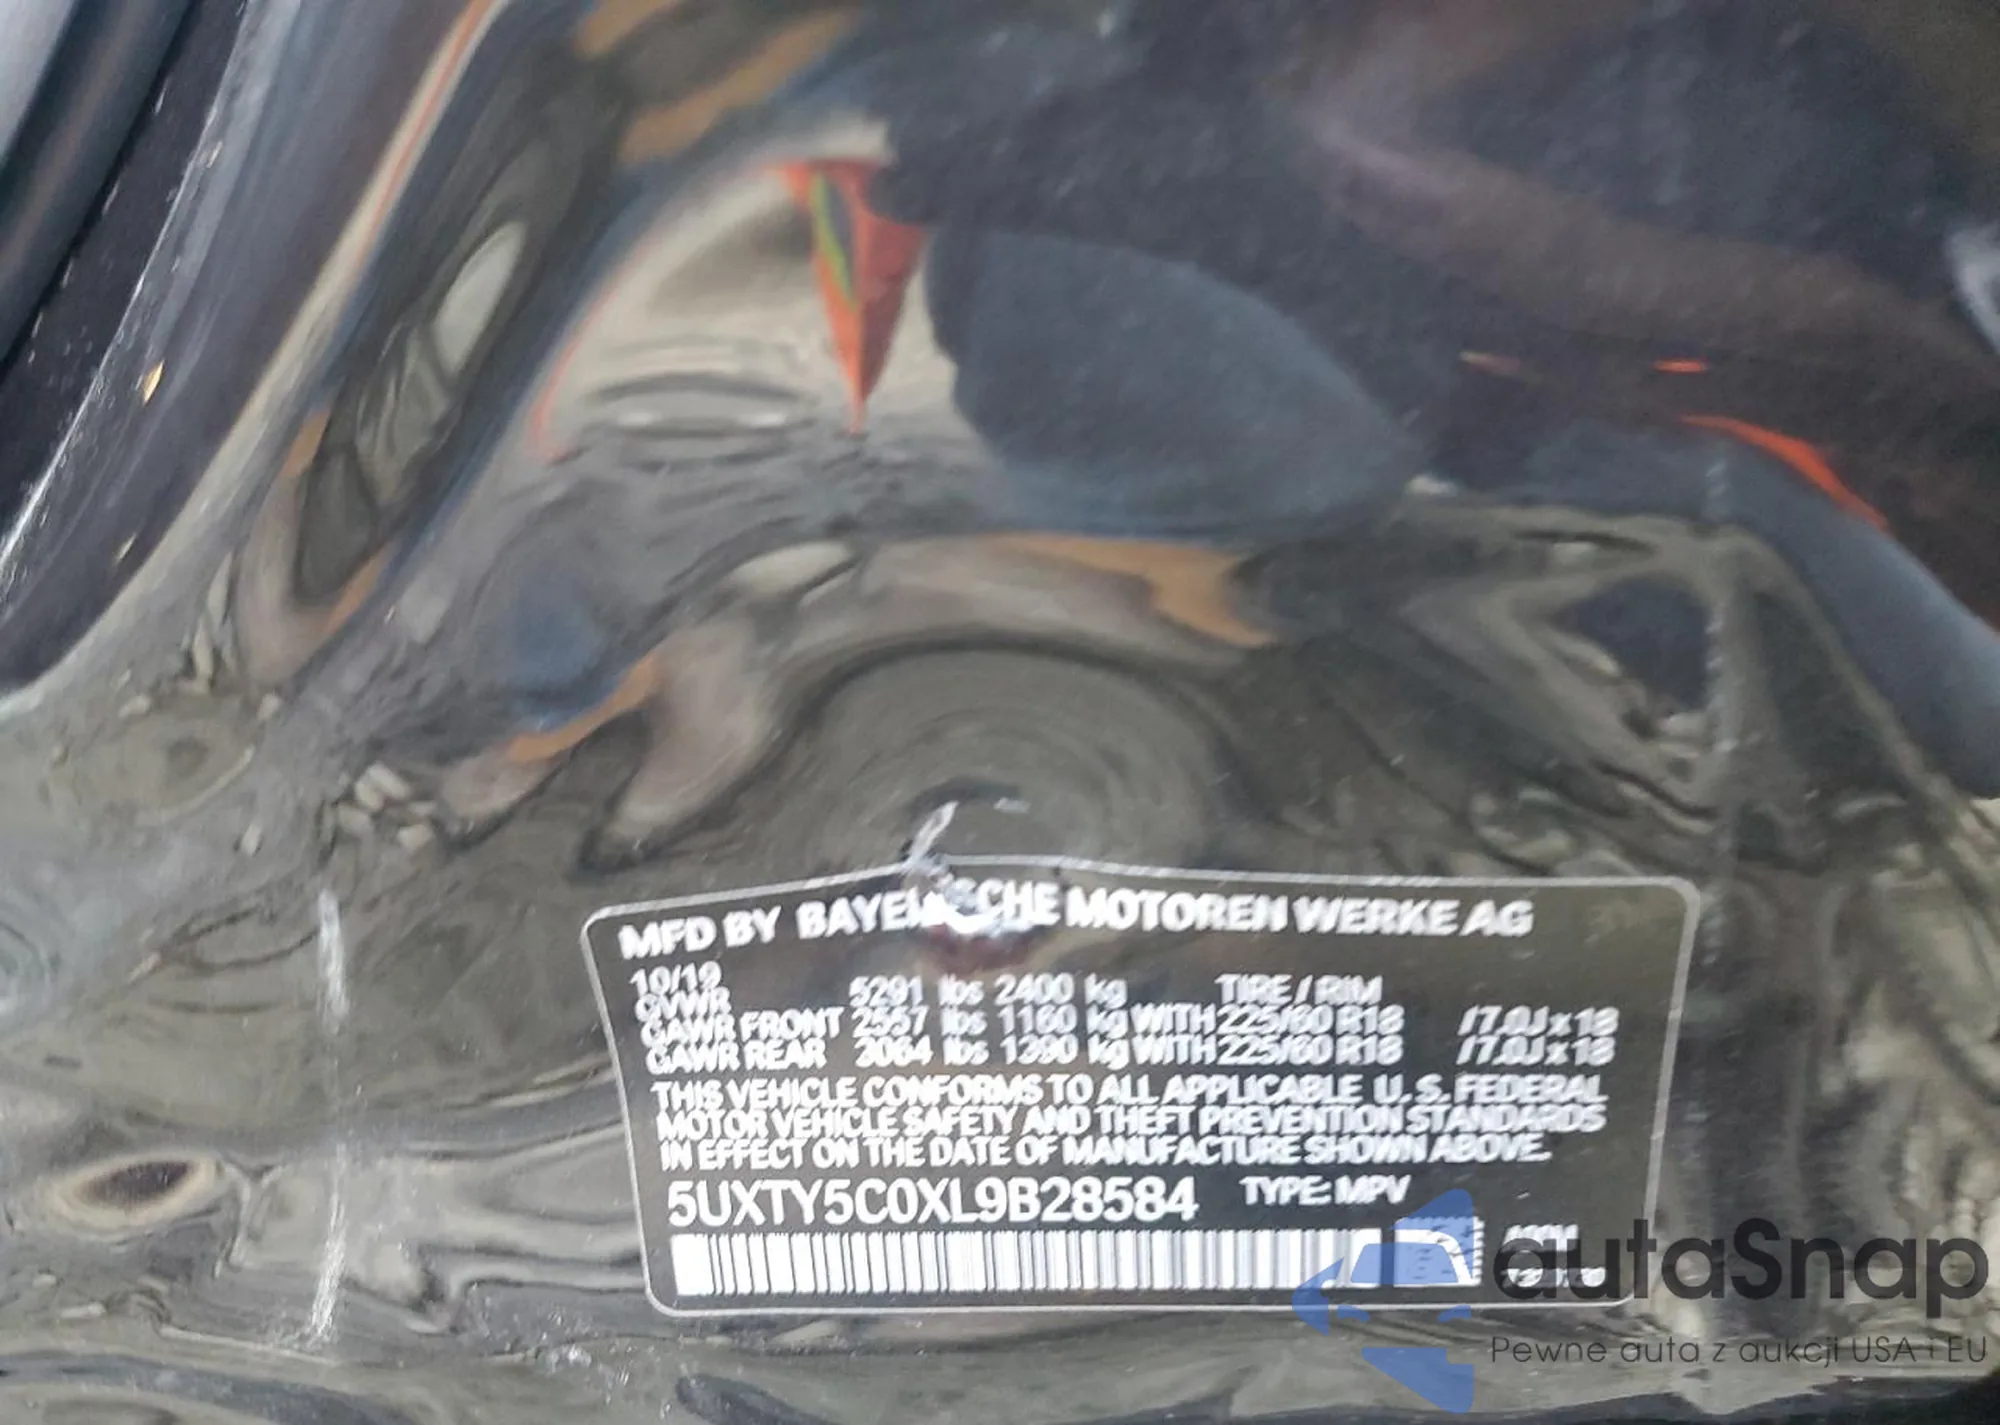 MFD BY BAYERISCHE MOTOREN WERKE AG
10/19
GVWR 5291 lbs 2400 kg TIRE / RIM
GAWR FRONT 2557 lbs 1160 kg WITH 225/60 R18 /7.0J x 18
GAWR REAR 3064 lbs 1390 kg WITH 225/60 R18 /7.0J x 18
THIS VEHICLE CONFORMS TO ALL APPLICABLE U.S. FEDERAL
MOTOR VEHICLE SAFETY AND THEFT PREVENTION STANDARDS
IN EFFECT ON THE DATE OF MANUFACTURE SHOWN ABOVE.
5UXTY5C0XL9B28584 TYPE: MPV
autaSnap
Pewne auta z aukcji USA i EU